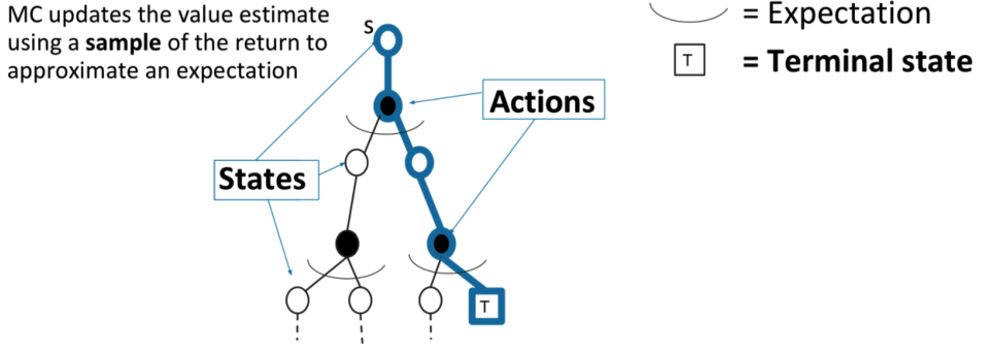 MC updates the value estimate
using a sample of the return to
approximate an expectation
s
= Expectation
T = Terminal state
Actions
States
T